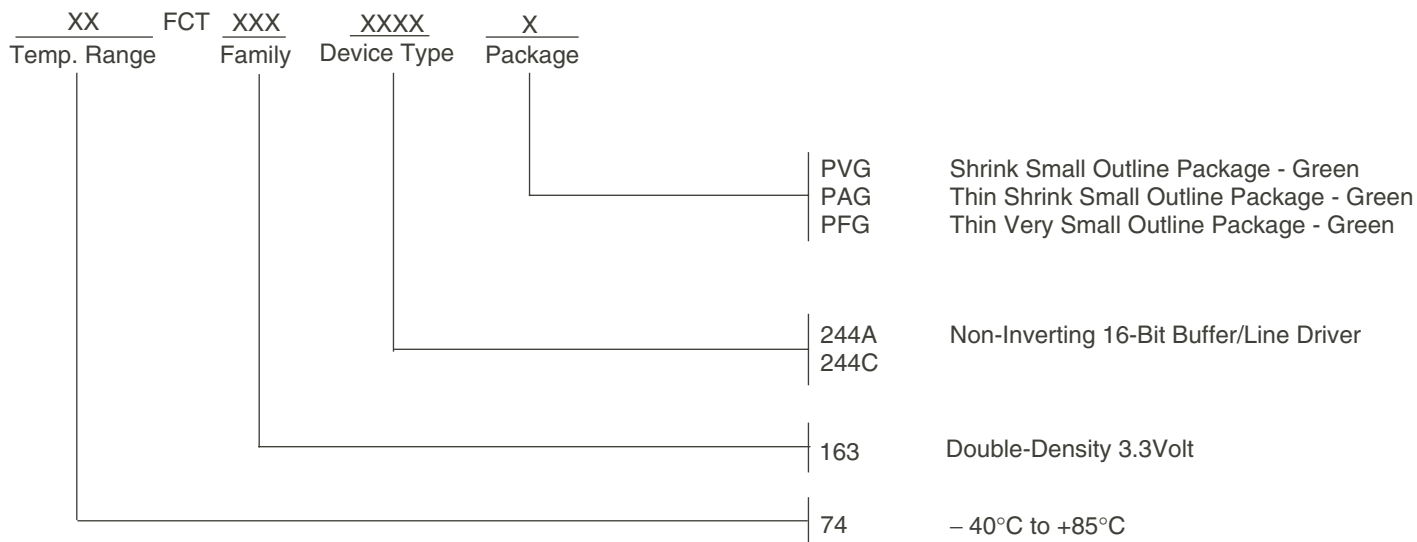 XX FCT XXX XXXX X
Temp. Range Family Device Type Package
PVG Shrink Small Outline Package - Green
PAG Thin Shrink Small Outline Package - Green
PFG Thin Very Small Outline Package - Green
244A Non-Inverting 16-Bit Buffer/Line Driver
244C
163 Double-Density 3.3Volt
74 – 40°C to +85°C